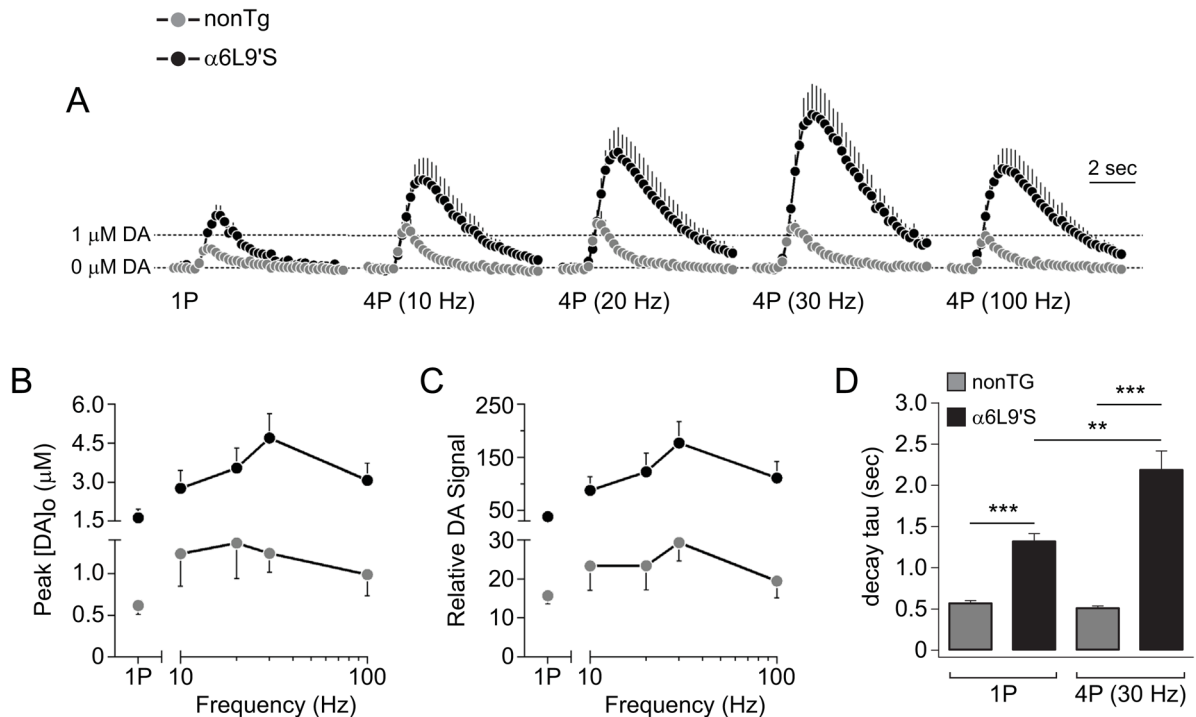 nonTg
α6L9'S
A
2 sec
1 μM DA
0 μM DA
1P
4P (10 Hz)
4P (20 Hz)
4P (30 Hz)
4P (100 Hz)
B
Peak [DA]o (μM)
6.0
4.5
3.0
1.5
1.0
0.5
0
1P
10
100
Frequency (Hz)
C
Relative DA Signal
250
150
50
30
20
10
0
1P
10
100
Frequency (Hz)
D
nonTG
α6L9'S
decay tau (sec)
3.0
2.5
2.0
1.5
1.0
0.5
0
***
**
***
1P
4P (30 Hz)